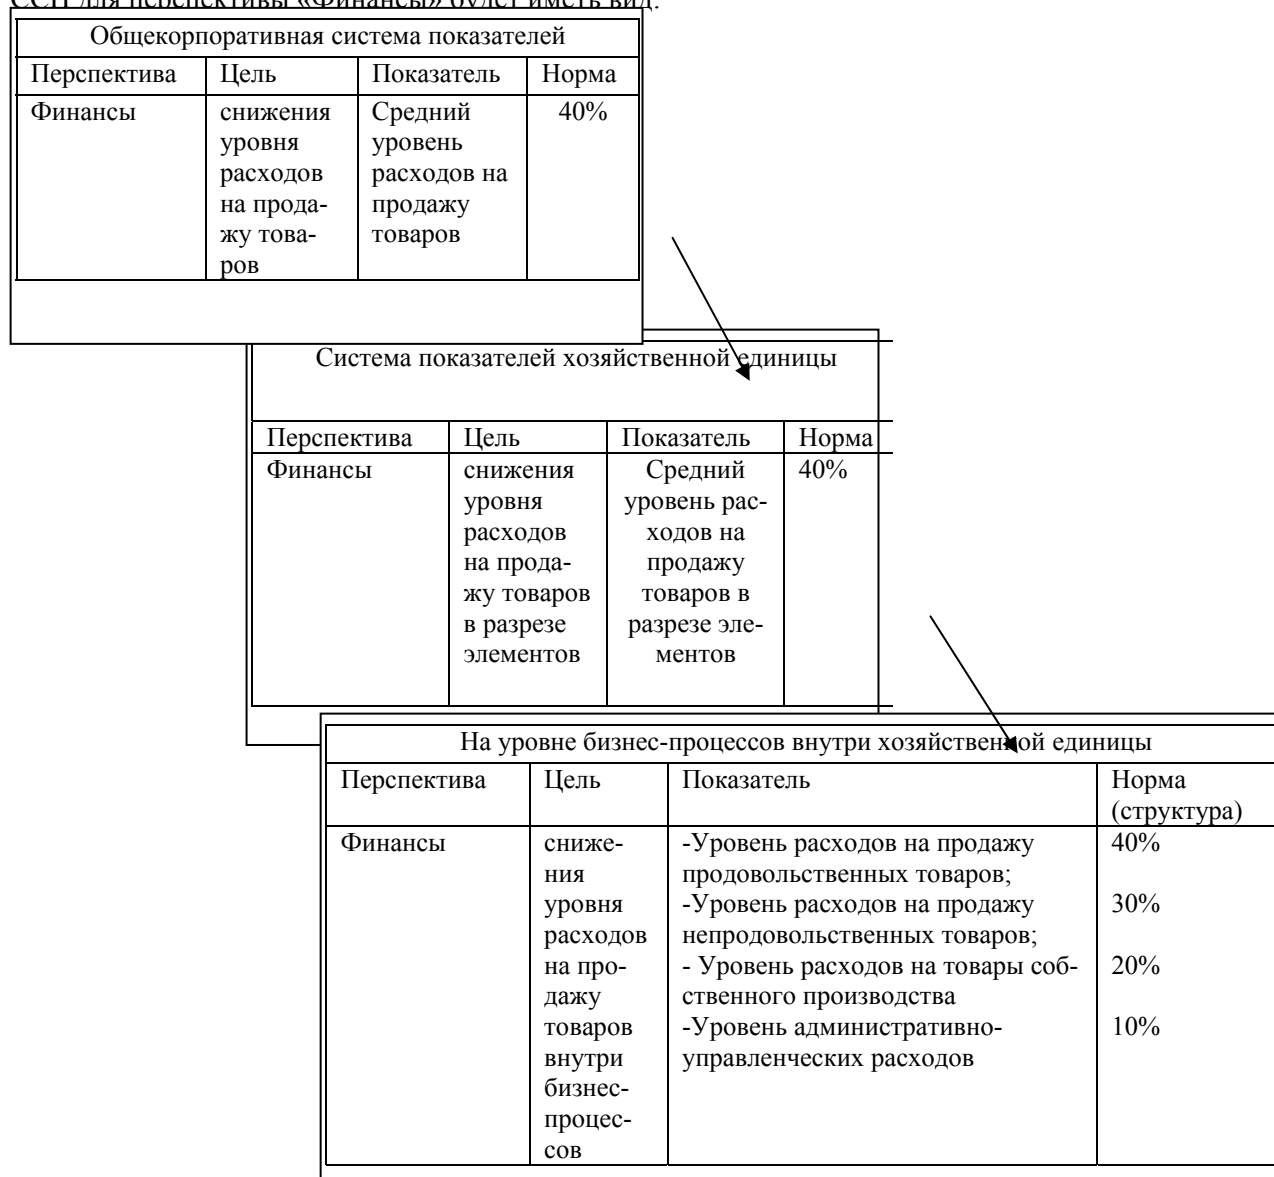 ССП для перспективы «Финансы» будет иметь вид:
Общекорпоративная система показателей
Перспектива Цель Показатель Норма
Финансы снижения Средний 40%
уровня уровень
расходов расходов на
на прода- продажу
жу това- товаров
ров
Система показателей хозяйственной единицы
Перспектива Цель Показатель Норма
Финансы снижения Средний 40%
уровня уровень рас-
расходов ходов на
на прода- продажу
жу товаров товаров в
в разрезе разрезе эле-
элементов ментов
На уровне бизнес-процессов внутри хозяйственной единицы
Перспектива Цель Показатель Норма
(структура)
Финансы сниже- -Уровень расходов на продажу 40%
ния продовольственных товаров;
уровня -Уровень расходов на продажу 30%
расходов непродовольственных товаров;
на про- - Уровень расходов на товары соб- 20%
дажу ственного производства
товаров -Уровень административно- 10%
внутри управленческих расходов
бизнес-
процес-
сов